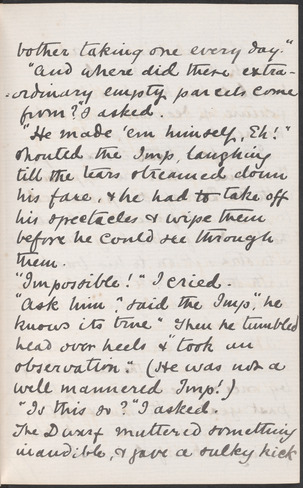 bother taking one every day."
"And where did these extra-
-ordinary empty parcels come
from?" I asked.
"He made 'em himself, Eh!"
shouted the Imp, laughing
till the tears streamed down
his face, & he had to take off
his spectacles & wipe them
before he could see through
them.
"Impossible!" I cried.
"Ask him", said the Imp, "he
knows its true" Then he tumbled
head over heels & "took an
observation". (He was not a
well mannered Imp!)
"Is this so?" I asked.
The Dwarf muttered something
inaudible, & gave a sulky kick